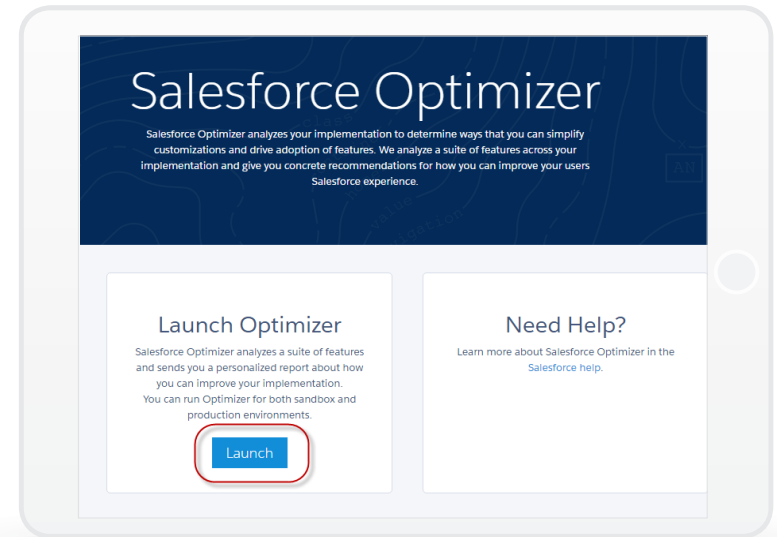 Salesforce Optimizer
Salesforce Optimizer analyzes your implementation to determine ways that you can simplify
customizations and drive adoption of features. We analyze a suite of features across your
implementation and give you concrete recommendations for how you can improve your users
Salesforce experience.
class
AN
value
Launch Optimizer
Salesforce Optimizer analyzes a suite of features
and sends you a personalized report about how
you can improve your implementation.
You can run Optimizer for both sandbox and
production environments.
Launch
Need Help?
Learn more about Salesforce Optimizer in the
Salesforce help.